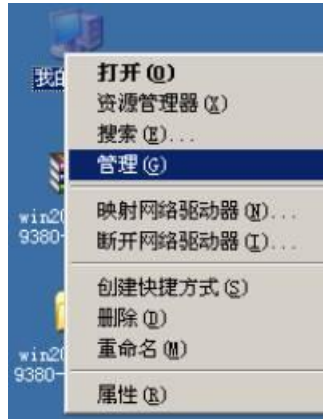 我的
打开(O)
资源管理器(X)
搜索(E)...
管理(G)
映射网络驱动器(N)...
断开网络驱动器(I)...
创建快捷方式(S)
删除(D)
重命名(M)
属性(R)
win20
9380-
win20
9380-